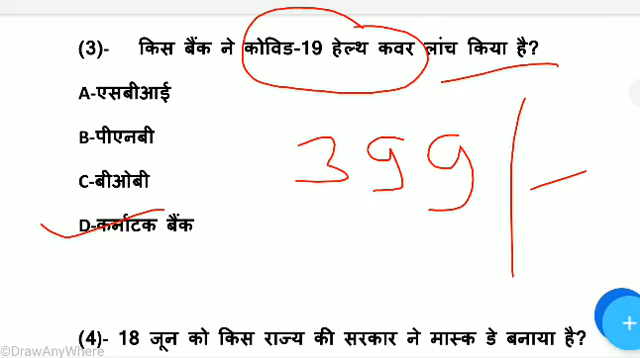 (3)- किस बैंक ने कोविड-19 हेल्थ कवर लांच किया है?
A-एसबीआई
B-पीएनबी
C-बीओबी
D-कर्नाटक बैंक
399/-
(4)- 18 जून को किस राज्य की सरकार ने मास्क डे बनाया है?
©DrawAnyWhere